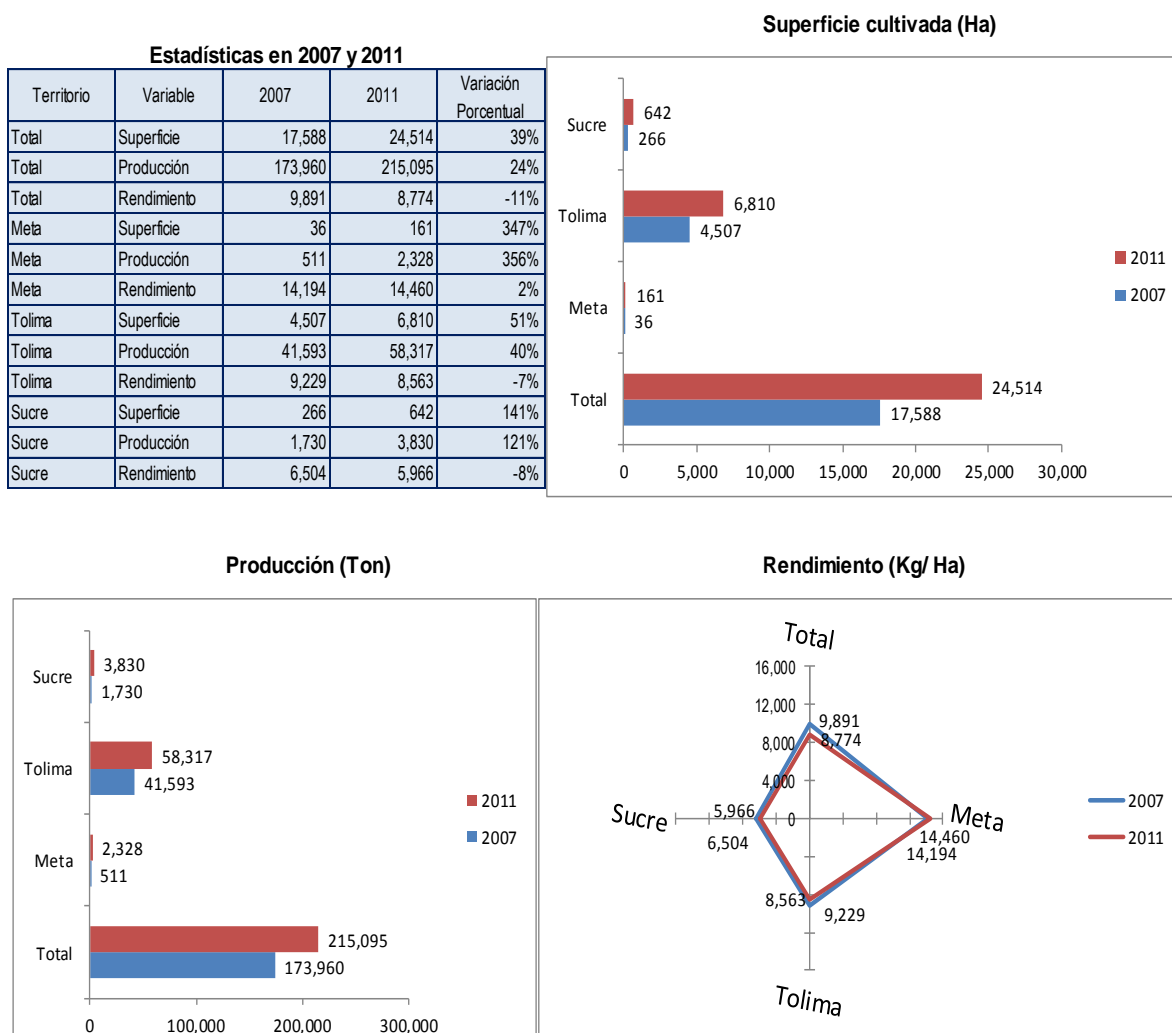 Estadísticas en 2007 y 2011
Territorio Variable 2007 2011 Variación Porcentual
Total Superficie 17,588 24,514 39%
Total Producción 173,960 215,095 24%
Total Rendimiento 9,891 8,774 -11%
Meta Superficie 36 161 347%
Meta Producción 511 2,328 356%
Meta Rendimiento 14,194 14,460 2%
Tolima Superficie 4,507 6,810 51%
Tolima Producción 41,593 58,317 40%
Tolima Rendimiento 9,229 8,563 -7%
Sucre Superficie 266 642 141%
Sucre Producción 1,730 3,830 121%
Sucre Rendimiento 6,504 5,966 -8%
Superficie cultivada (Ha)
Sucre 642
266
Tolima 6,810
4,507
Meta 161
36
Total 24,514
17,588
0 5,000 10,000 15,000 20,000 25,000 30,000
2011
2007
Producción (Ton)
Sucre 3,830
1,730
Tolima 58,317
41,593
Meta 2,328
511
Total 215,095
173,960
0 100,000 200,000 300,000
2011
2007
Rendimiento (Kg/ Ha)
Total
16,000
12,000
9,891
8,774
8,000
4,000
0
Sucre 5,966
6,504
Meta
14,460
14,194
8,563
9,229
Tolima
2007
2011